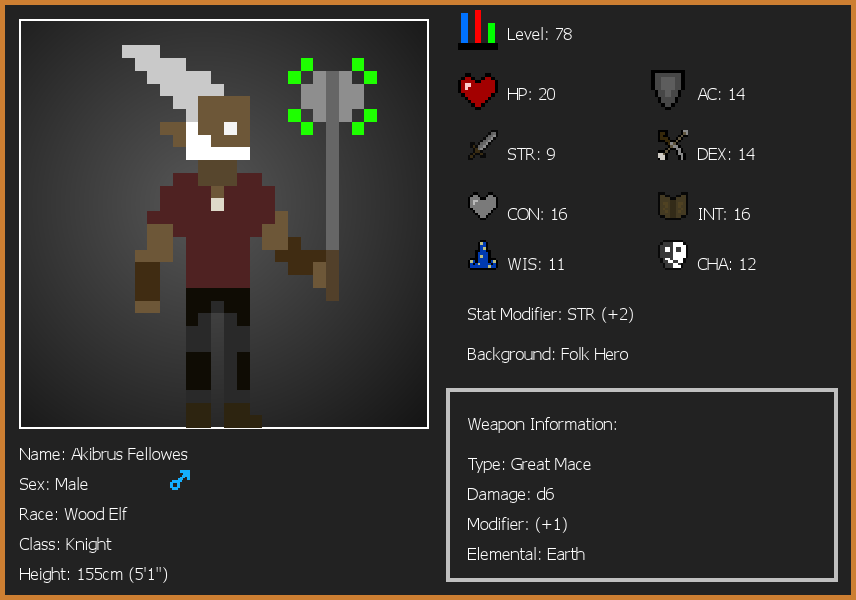 Level: 78
HP: 20
AC: 14
STR: 9
DEX: 14
CON: 16
INT: 16
WIS: 11
CHA: 12
Stat Modifier: STR (+2)
Background: Folk Hero
Weapon Information:
Type: Great Mace
Damage: d6
Modifier: (+1)
Elemental: Earth
Name: Akibrus Fellowes
Sex: Male
Race: Wood Elf
Class: Knight
Height: 155cm (5'1")